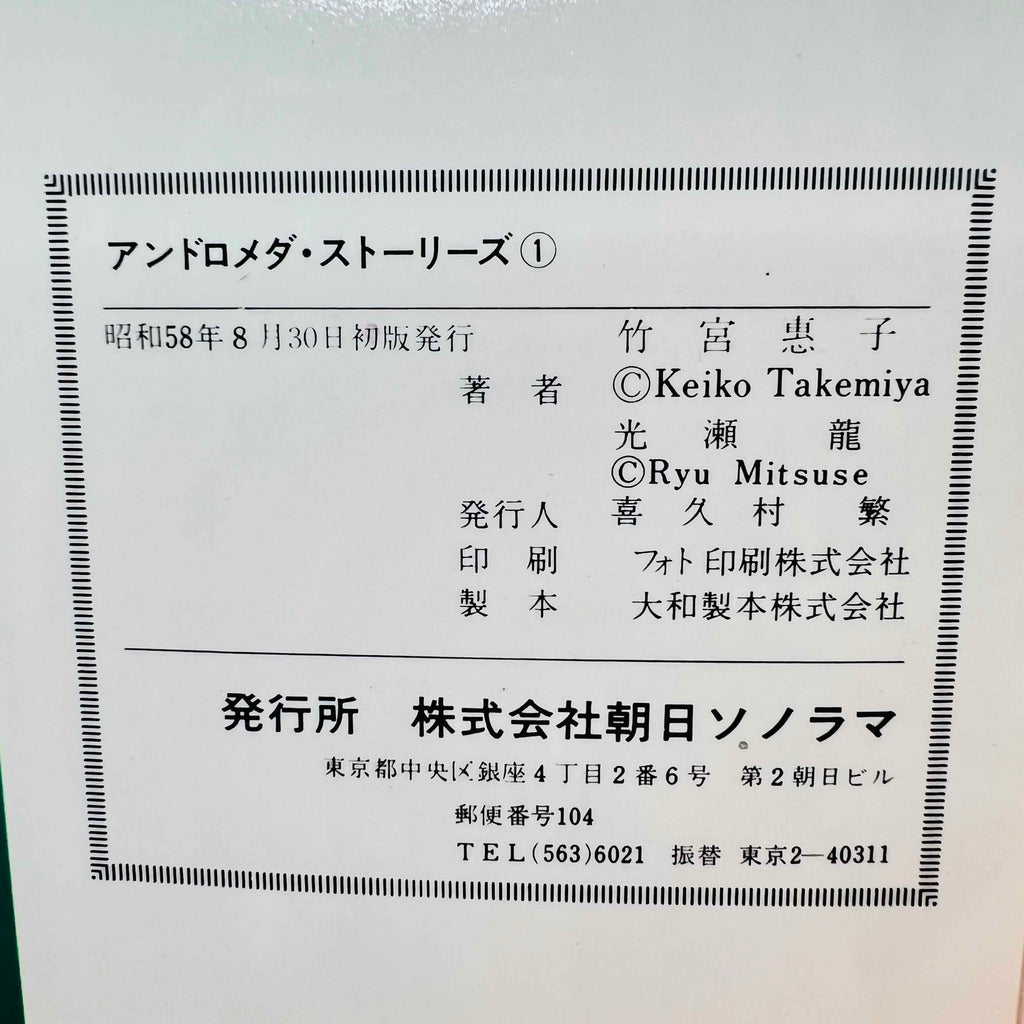 アンドロメダ・ストーリーズ①
昭和58年8月30日初版発行
竹宮惠子
著者 ©Keiko Takemiya
光瀬龍
©Ryu Mitsuse
発行人 喜久村繁
印刷 フォト印刷株式会社
製本 大和製本株式会社
発行所 株式会社朝日ソノラマ
東京都中央区銀座4丁目2番6号 第2朝日ビル
郵便番号104
TEL(563)6021 振替 東京2—40311